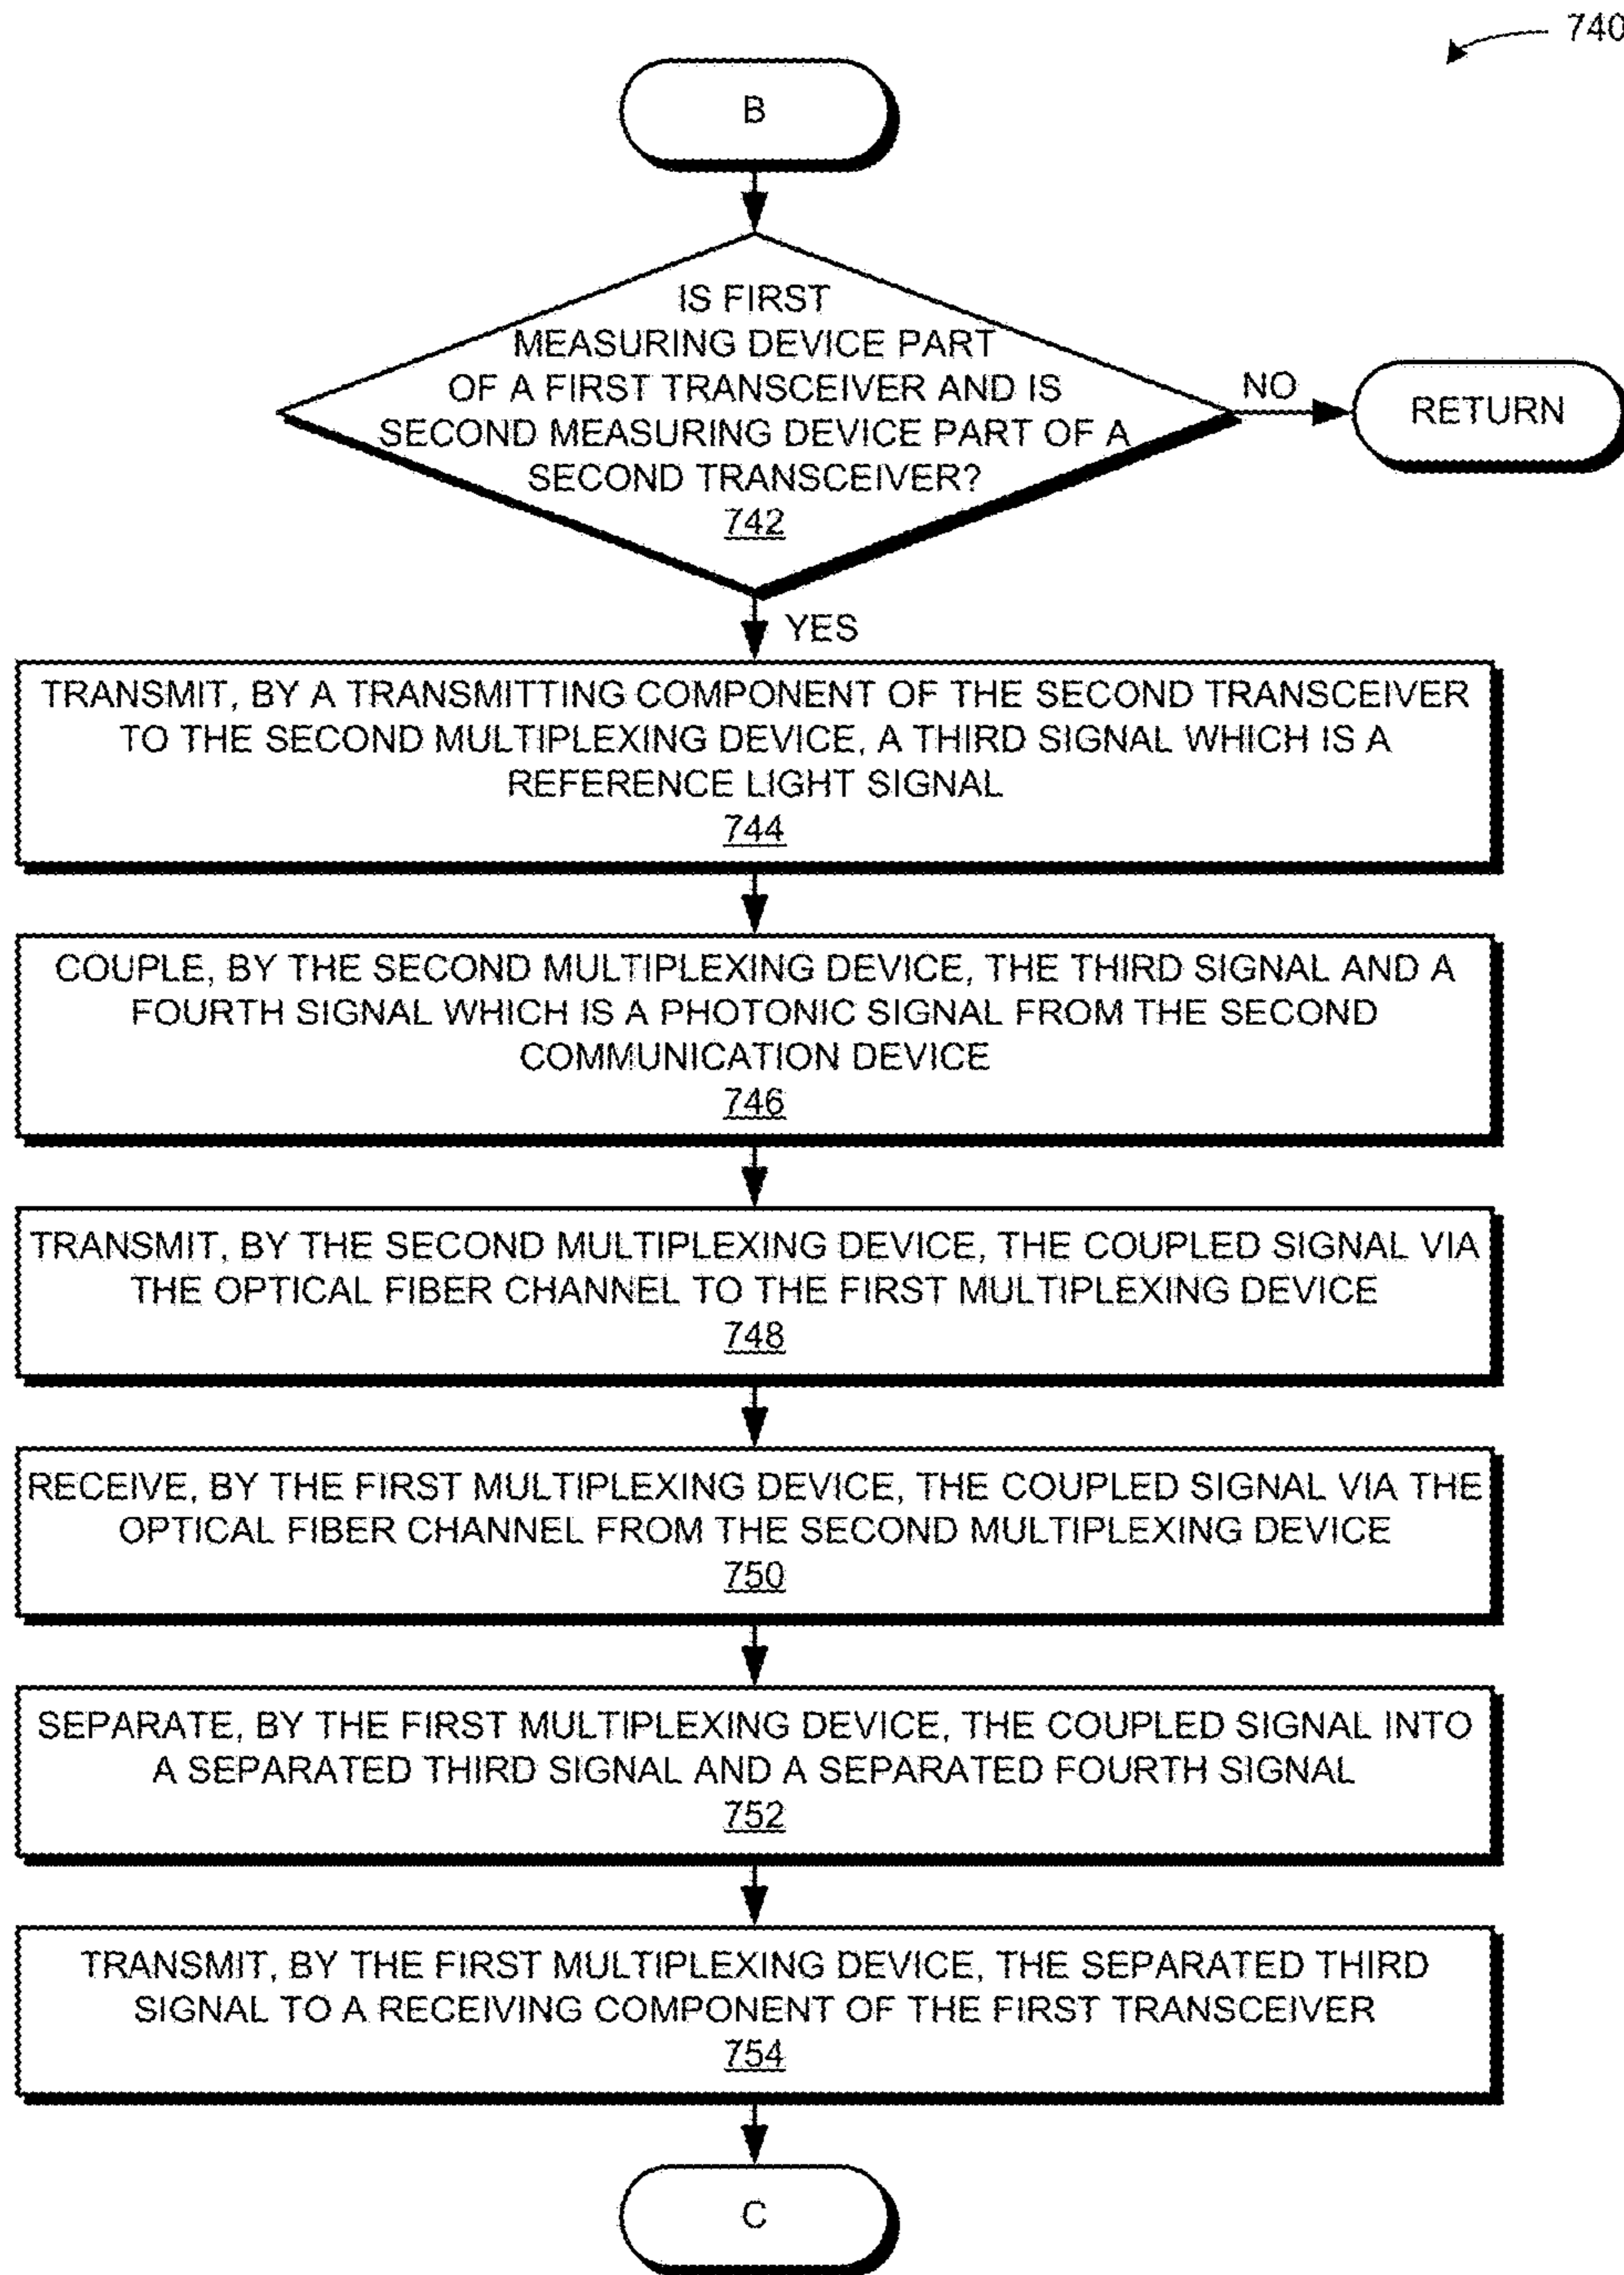 740
B
IS FIRST
MEASURING DEVICE PART
OF A FIRST TRANSCEIVER AND IS
SECOND MEASURING DEVICE PART OF A
SECOND TRANSCEIVER?
742
NO
RETURN
YES
TRANSMIT, BY A TRANSMITTING COMPONENT OF THE SECOND TRANSCEIVER
TO THE SECOND MULTIPLEXING DEVICE, A THIRD SIGNAL WHICH IS A
REFERENCE LIGHT SIGNAL
744
COUPLE, BY THE SECOND MULTIPLEXING DEVICE, THE THIRD SIGNAL AND A
FOURTH SIGNAL WHICH IS A PHOTONIC SIGNAL FROM THE SECOND
COMMUNICATION DEVICE
746
TRANSMIT, BY THE SECOND MULTIPLEXING DEVICE, THE COUPLED SIGNAL VIA
THE OPTICAL FIBER CHANNEL TO THE FIRST MULTIPLEXING DEVICE
748
RECEIVE, BY THE FIRST MULTIPLEXING DEVICE, THE COUPLED SIGNAL VIA THE
OPTICAL FIBER CHANNEL FROM THE SECOND MULTIPLEXING DEVICE
750
SEPARATE, BY THE FIRST MULTIPLEXING DEVICE, THE COUPLED SIGNAL INTO
A SEPARATED THIRD SIGNAL AND A SEPARATED FOURTH SIGNAL
752
TRANSMIT, BY THE FIRST MULTIPLEXING DEVICE, THE SEPARATED THIRD
SIGNAL TO A RECEIVING COMPONENT OF THE FIRST TRANSCEIVER
754
C